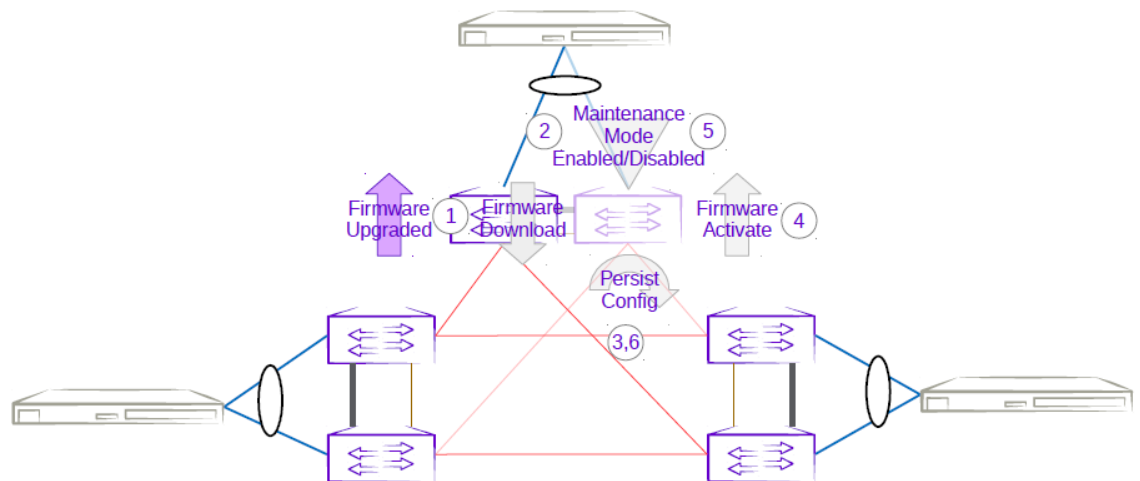 2
Maintenance
Mode
Enabled/Disabled
5
Firmware
Upgraded
1
Firmware
Download
Firmware
Activate
4
Persist
Config
3,6